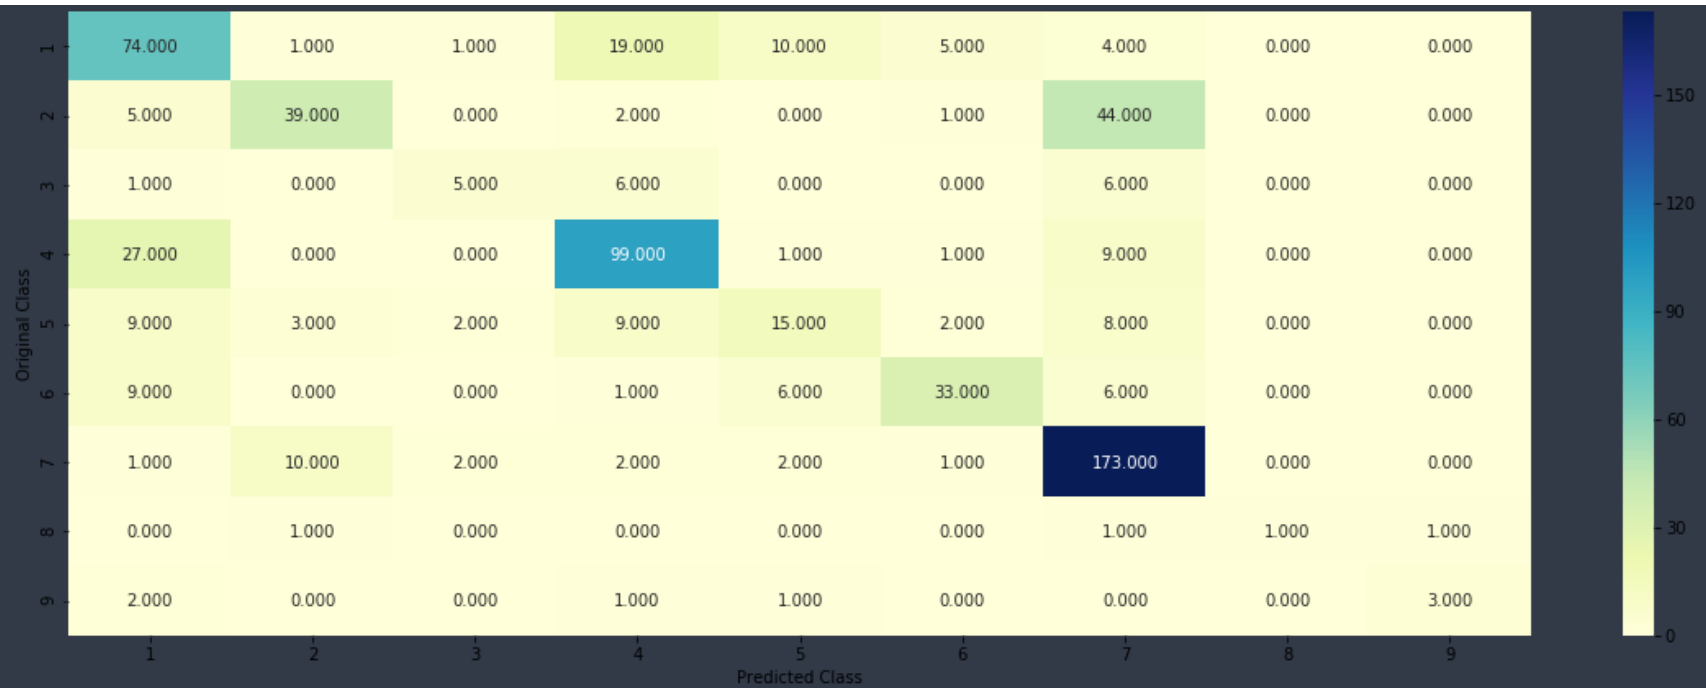 1 74.000 1.000 1.000 19.000 10.000 5.000 4.000 0.000 0.000
2 5.000 39.000 0.000 2.000 0.000 1.000 44.000 0.000 0.000
3 1.000 0.000 5.000 6.000 0.000 0.000 6.000 0.000 0.000
4 27.000 0.000 0.000 99.000 1.000 1.000 9.000 0.000 0.000
5 9.000 3.000 2.000 9.000 15.000 2.000 8.000 0.000 0.000
6 9.000 0.000 0.000 1.000 6.000 33.000 6.000 0.000 0.000
7 1.000 10.000 2.000 2.000 2.000 1.000 173.000 0.000 0.000
8 0.000 1.000 0.000 0.000 0.000 0.000 1.000 1.000 1.000
9 2.000 0.000 0.000 1.000 1.000 0.000 0.000 0.000 3.000
1 2 3 4 5 6 7 8 9
Predicted Class
Original Class
150
120
90
60
30
0